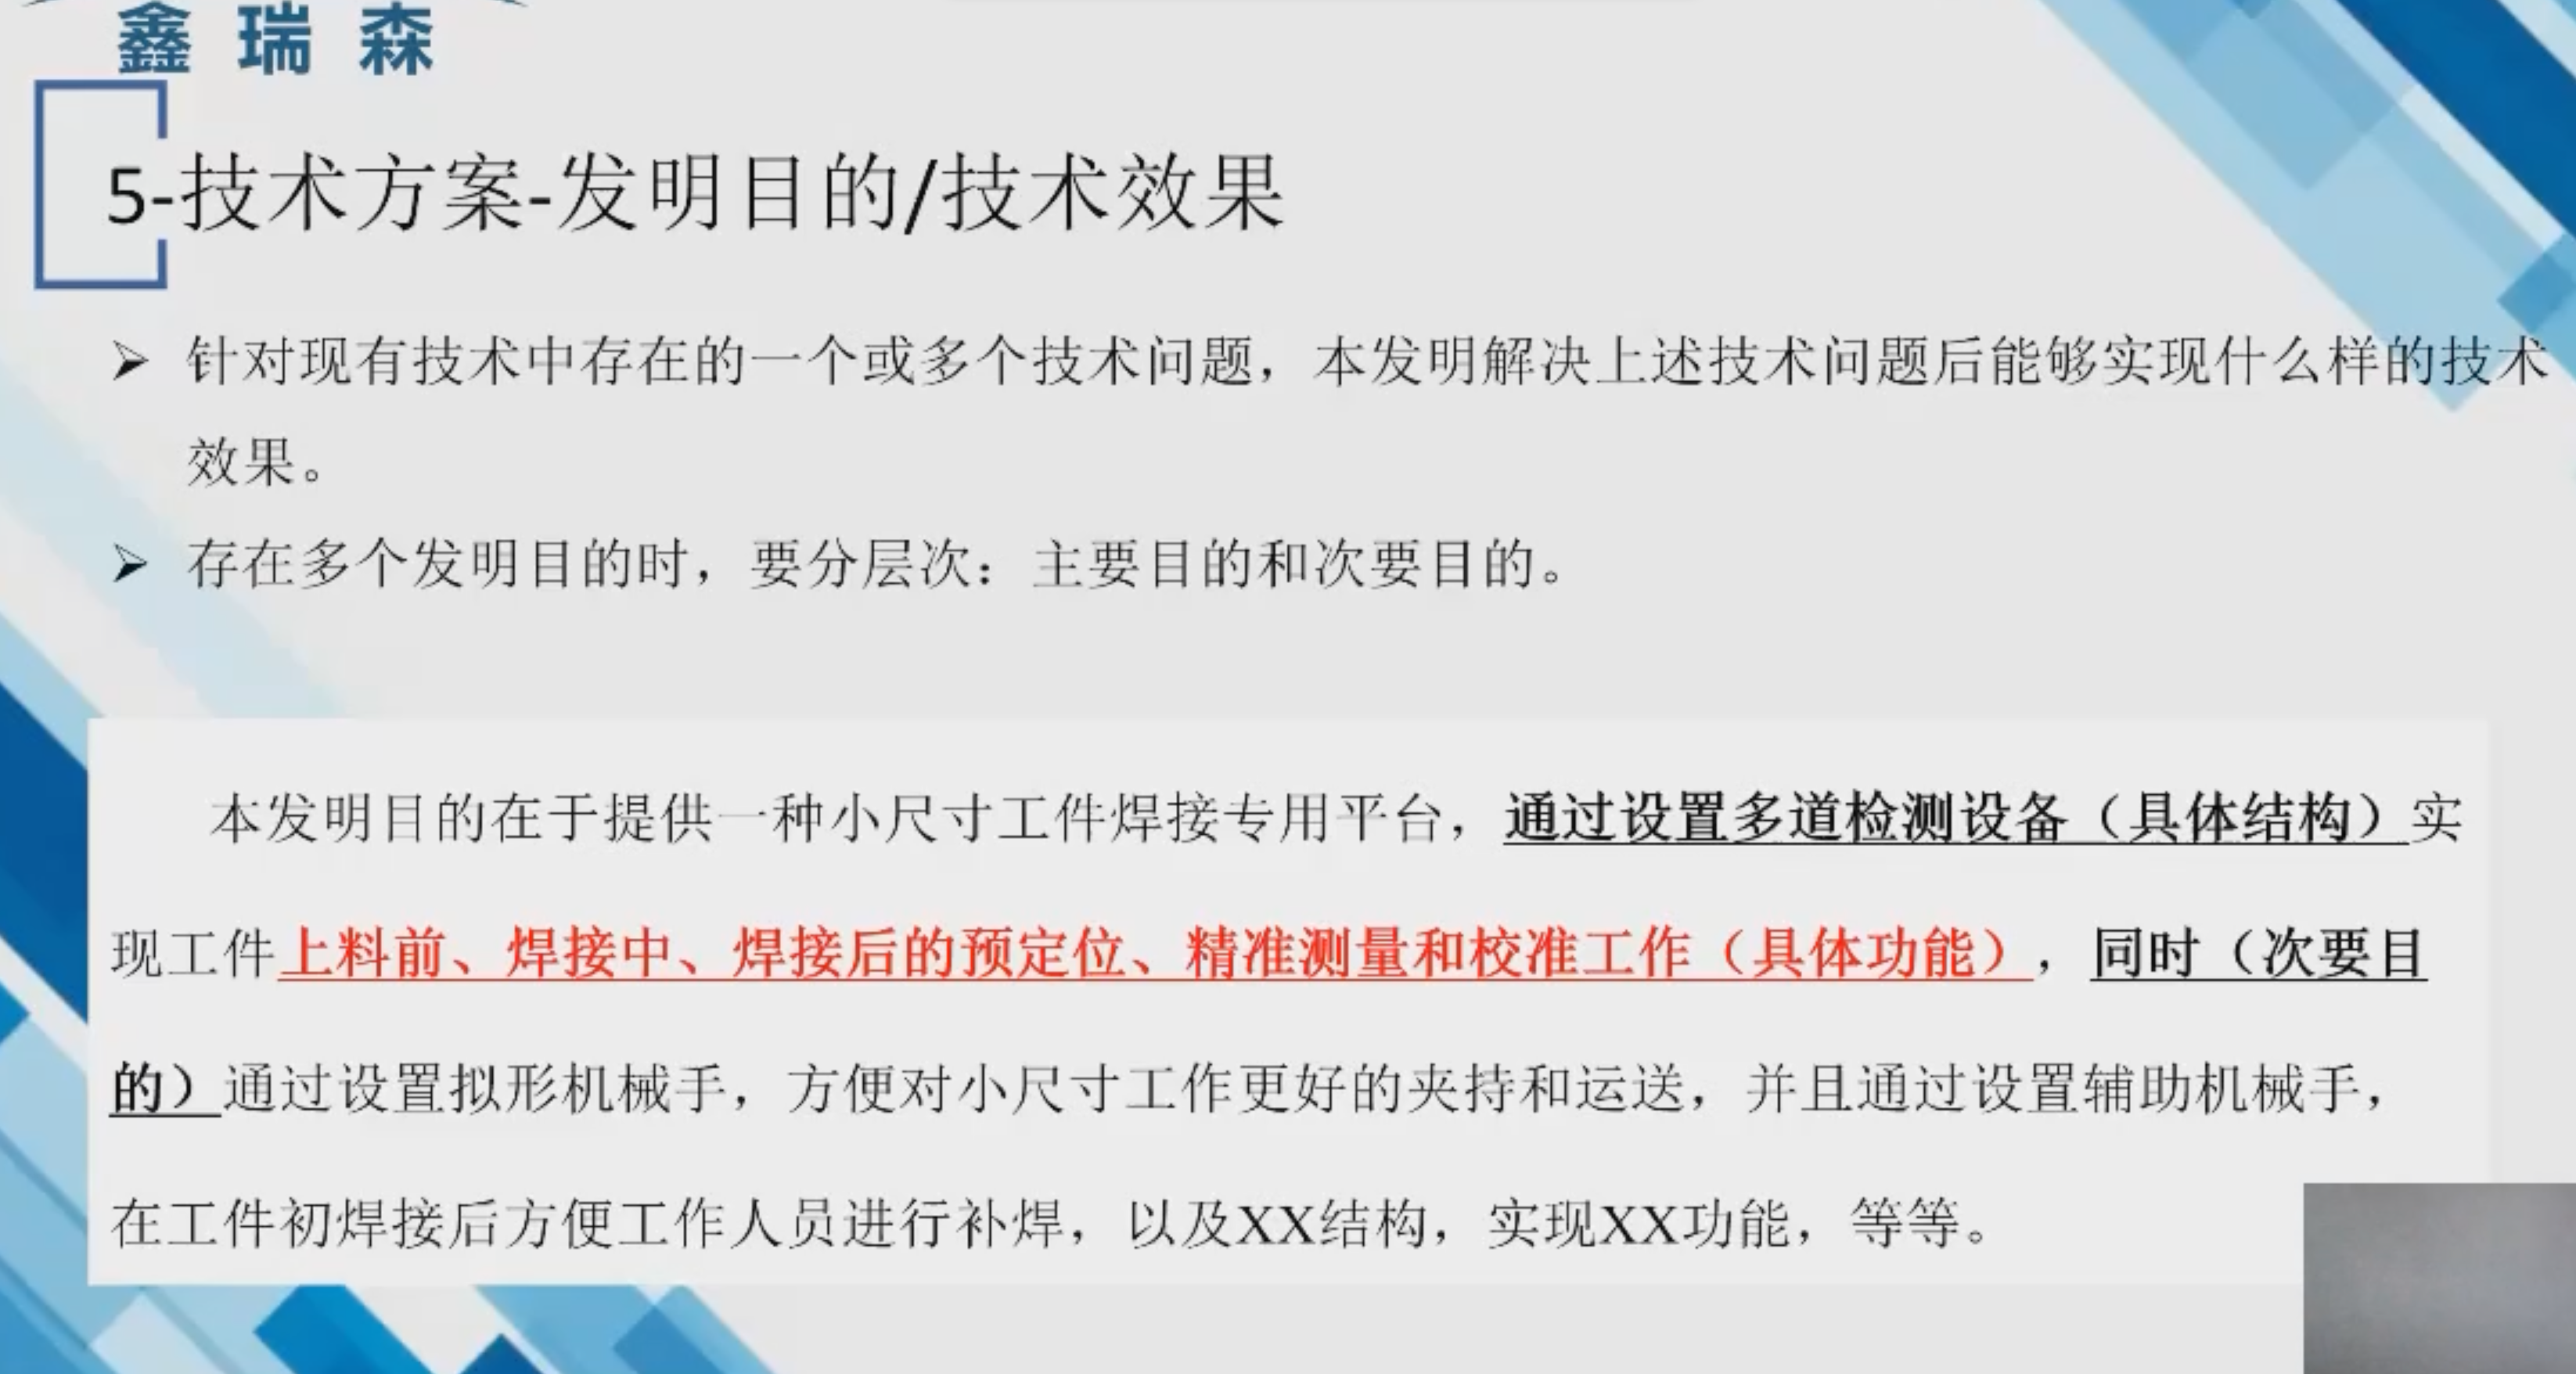 鑫瑞森
5-技术方案-发明目的/技术效果
➢ 针对现有技术中存在的一个或多个技术问题，本发明解决上述技术问题后能够实现什么样的技术
效果。
➢ 存在多个发明目的时，要分层次：主要目的和次要目的。
本发明目的在于提供一种小尺寸工件焊接专用平台，通过设置多道检测设备（具体结构）实
现工件上料前、焊接中、焊接后的预定位、精准测量和校准工作（具体功能），同时（次要目
的）通过设置拟形机械手，方便对小尺寸工作更好的夹持和运送，并且通过设置辅助机械手，
在工件初焊接后方便工作人员进行补焊，以及XX结构，实现XX功能，等等。